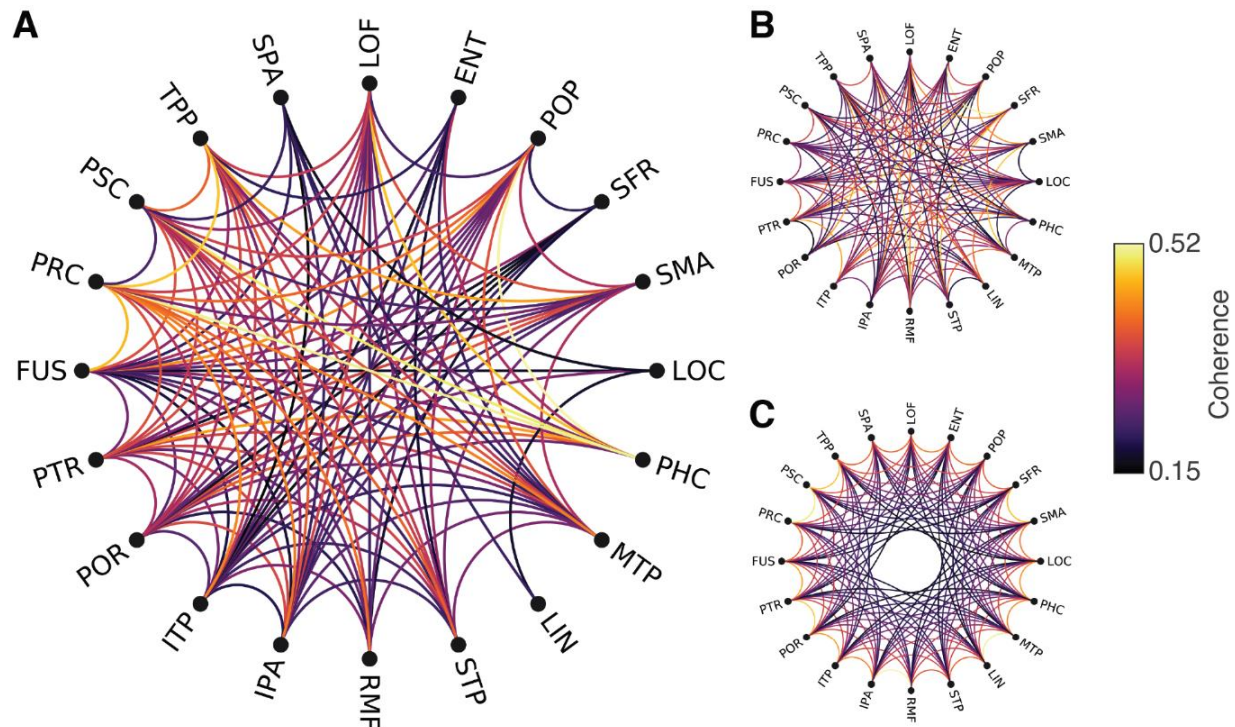 A
LOF
ENT
POP
SFR
SMA
LOC
PHC
MTP
LIN
STP
RMF
IPA
ITP
POR
PTR
FUS
PRC
PSC
TPP
SPA
B
LOF
ENT
POP
SFR
SMA
LOC
PHC
MTP
LIN
STP
RMF
IPA
ITP
POR
PTR
FUS
PRC
PSC
TPP
SPA
C
LOF
ENT
POP
SFR
SMA
LOC
PHC
MTP
LIN
STP
RMF
IPA
ITP
POR
PTR
FUS
PRC
PSC
TPP
SPA
0.52
Coherence
0.15